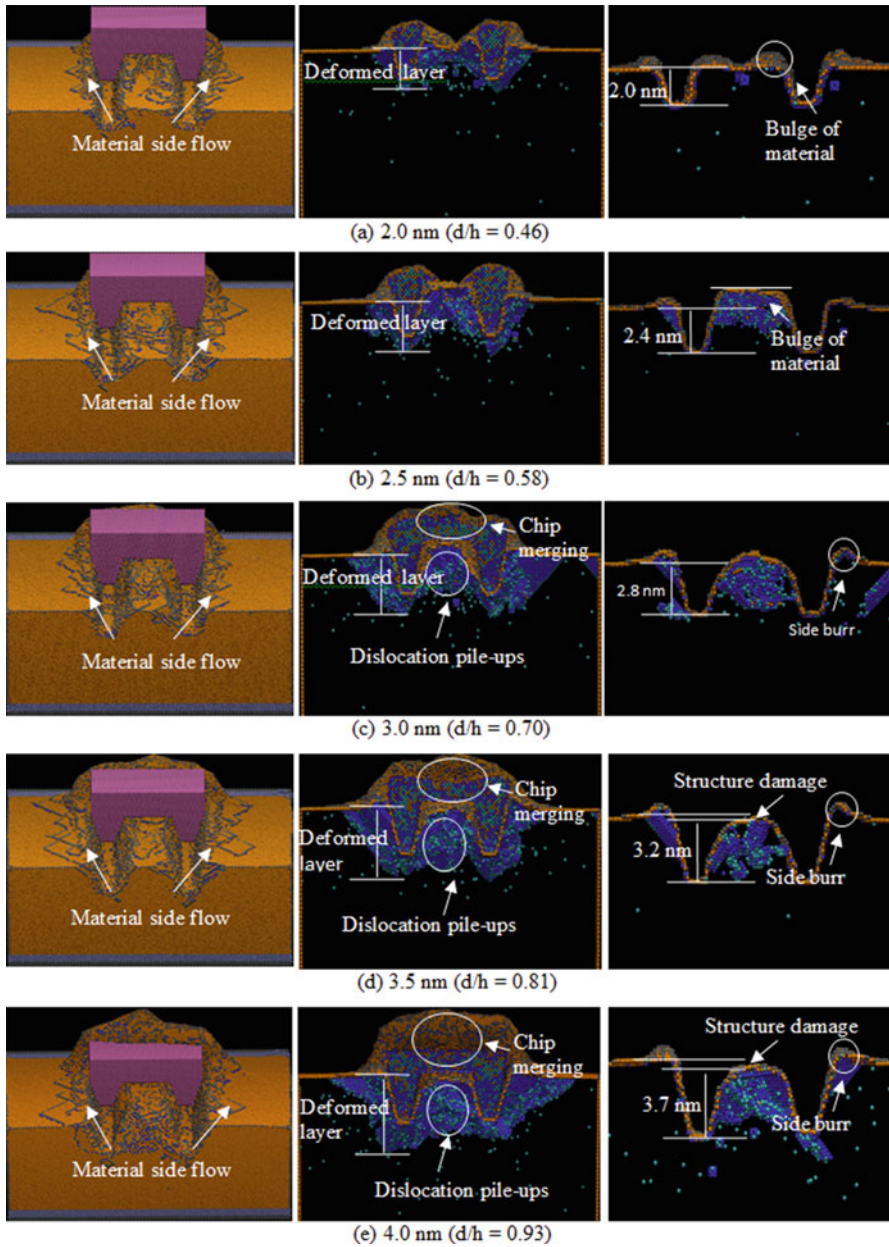 Material side flow
Deformed layer
2.0 nm
Bulge of
material
(a) 2.0 nm (d/h = 0.46)
Material side flow
Deformed layer
2.4 nm
Bulge of
material
(b) 2.5 nm (d/h = 0.58)
Material side flow
Chip
merging
Deformed layer
Dislocation pile-ups
2.8 nm
Side burr
(c) 3.0 nm (d/h = 0.70)
Material side flow
Chip
merging
Deformed
layer
Dislocation pile-ups
Structure damage
3.2 nm
Side burr
(d) 3.5 nm (d/h = 0.81)
Material side flow
Chip
merging
Deformed
layer
Dislocation pile-ups
Structure damage
3.7 nm
Side burr
(e) 4.0 nm (d/h = 0.93)